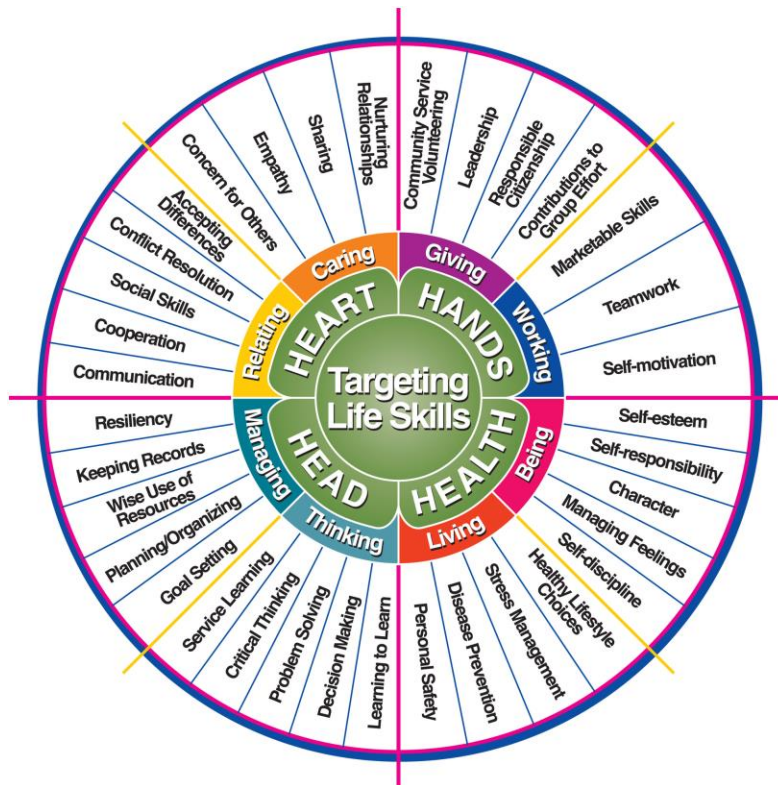 Targeting
Life Skills
HEART
HANDS
HEALTH
HEAD
Caring
Giving
Working
Being
Living
Thinking
Managing
Relating
Nurturing
Relationships
Sharing
Empathy
Concern for Others
Community Service
Volunteering
Leadership
Responsible
Citizenship
Contributions to
Group Effort
Marketable Skills
Teamwork
Self-motivation
Self-esteem
Self-responsibility
Character
Managing Feelings
Self-discipline
Healthy Lifestyle
Choices
Stress Management
Disease Prevention
Personal Safety
Learning to Learn
Decision Making
Problem Solving
Critical Thinking
Service Learning
Goal Setting
Planning/Organizing
Wise Use of
Resources
Keeping Records
Resiliency
Communication
Cooperation
Social Skills
Conflict Resolution
Accepting
Differences